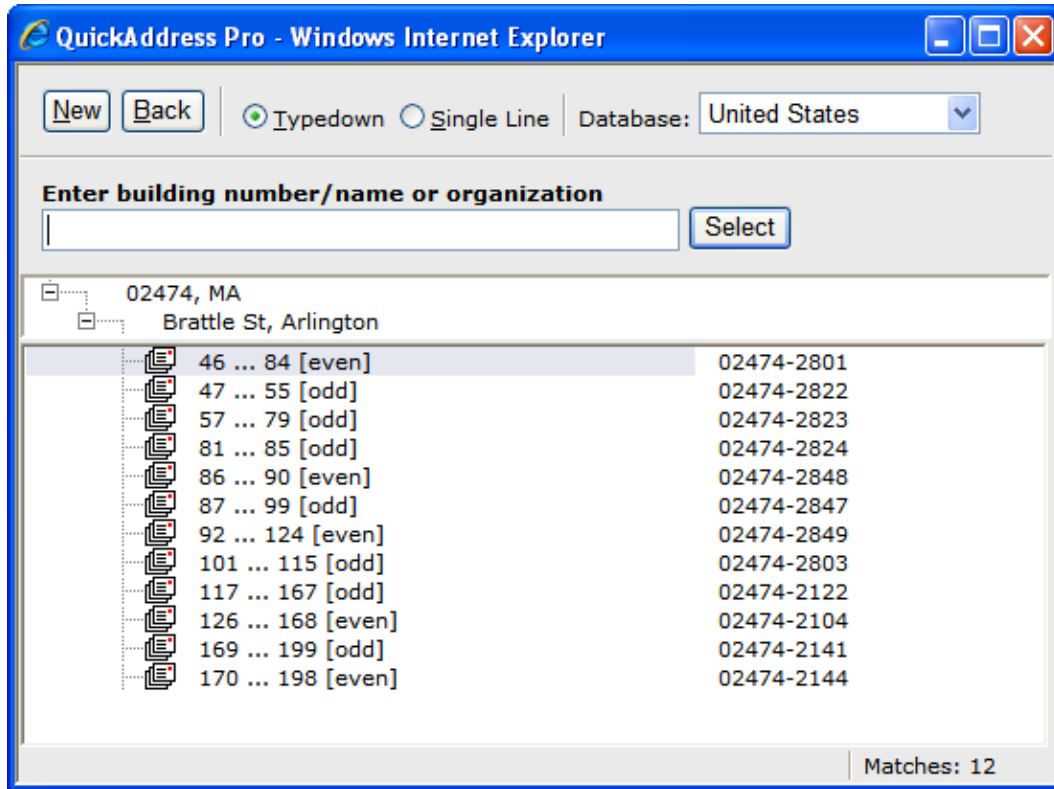 QuickAddress Pro - Windows Internet Explorer
New Back Typedown Single Line Database: United States
Enter building number/name or organization
Select
02474, MA
Brattle St, Arlington
46 ... 84 [even] 02474-2801
47 ... 55 [odd] 02474-2822
57 ... 79 [odd] 02474-2823
81 ... 85 [odd] 02474-2824
86 ... 90 [even] 02474-2848
87 ... 99 [odd] 02474-2847
92 ... 124 [even] 02474-2849
101 ... 115 [odd] 02474-2803
117 ... 167 [odd] 02474-2122
126 ... 168 [even] 02474-2104
169 ... 199 [odd] 02474-2141
170 ... 198 [even] 02474-2144
Matches: 12